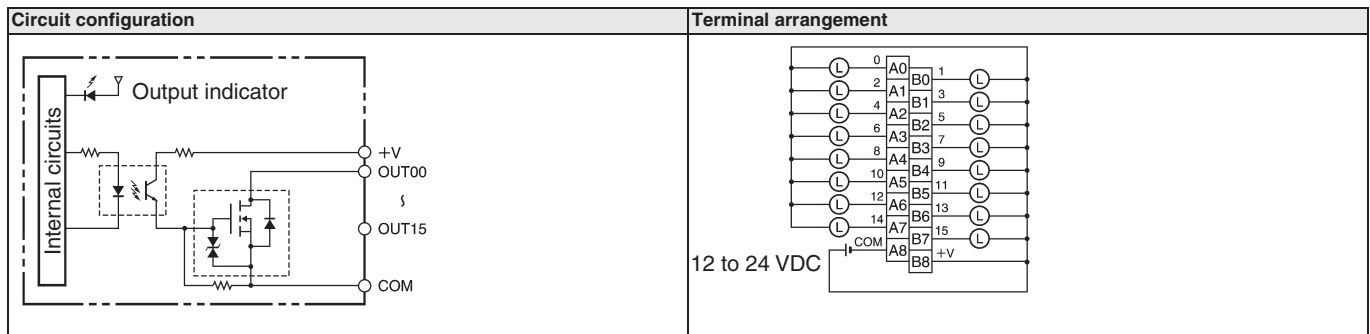 Circuit configuration
Terminal arrangement
Output indicator
Internal circuits
+V
OUT00
OUT15
COM
0 A0
L B0 1 L
L 2 A1
B1 3 L
L 4 A2
B2 5 L
L 6 A3
B3 7 L
L 8 A4
B4 9 L
L 10 A5
B5 11 L
L 12 A6
B6 13 L
L 14 A7
B7 15 L
COM A8
B8 +V
12 to 24 VDC